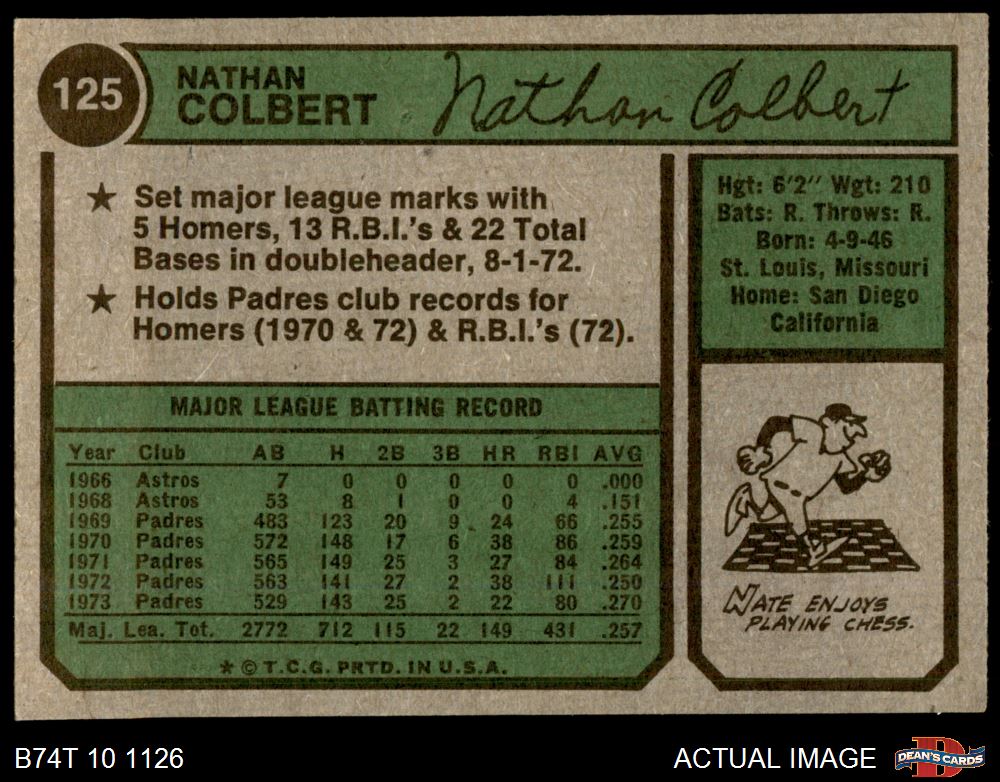 125
NATHAN
COLBERT
Nathan Colbert
★ Set major league marks with
5 Homers, 13 R.B.I.'s & 22 Total
Bases in doubleheader, 8-1-72.
★ Holds Padres club records for
Homers (1970 & 72) & R.B.I.'s (72).
Hgt: 6'2" Wgt: 210
Bats: R. Throws: R.
Born: 4-9-46
St. Louis, Missouri
Home: San Diego
California
MAJOR LEAGUE BATTING RECORD
Year Club AB H 2B 3B HR RBI AVG
1966 Astros 7 0 0 0 0 0 .000
1968 Astros 53 8 1 0 0 4 .151
1969 Padres 483 123 20 9 24 66 .255
1970 Padres 572 148 17 6 38 86 .259
1971 Padres 565 149 25 3 27 84 .264
1972 Padres 563 141 27 2 38 111 .250
1973 Padres 529 143 25 2 22 80 .270
Maj. Lea. Tot. 2772 712 115 22 149 431 .257
★ © T.C.G. PRTD. IN U.S.A.
NATE ENJOYS
PLAYING CHESS.
B74T 10 1126
ACTUAL IMAGE
D
DEAN'S CARDS